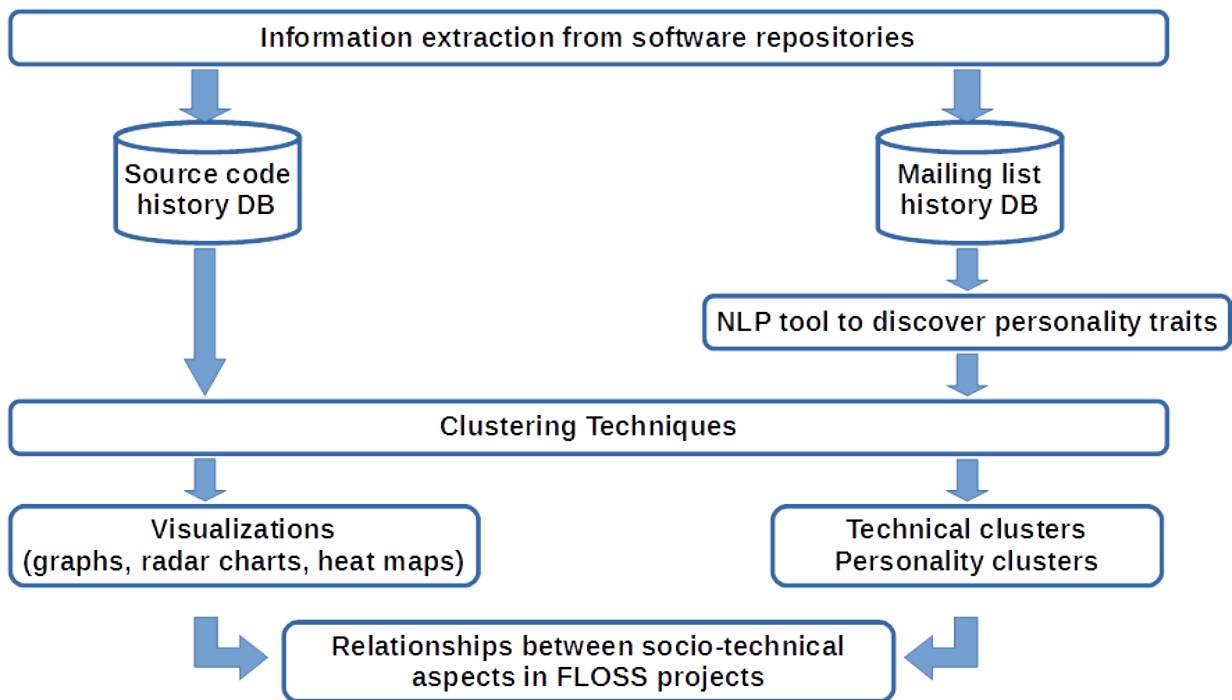 Information extraction from software repositories
Source code
history DB
Mailing list
history DB
NLP tool to discover personality traits
Clustering Techniques
Visualizations
(graphs, radar charts, heat maps)
Technical clusters
Personality clusters
Relationships between socio-technical
aspects in FLOSS projects